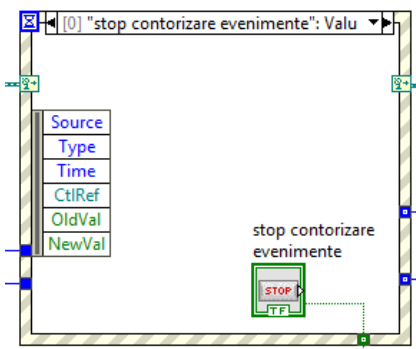 [0] "stop contorizare evenimente": Valu
Source
Type
Time
CtlRef
OldVal
NewVal
stop contorizare
evenimente
STOP
TF